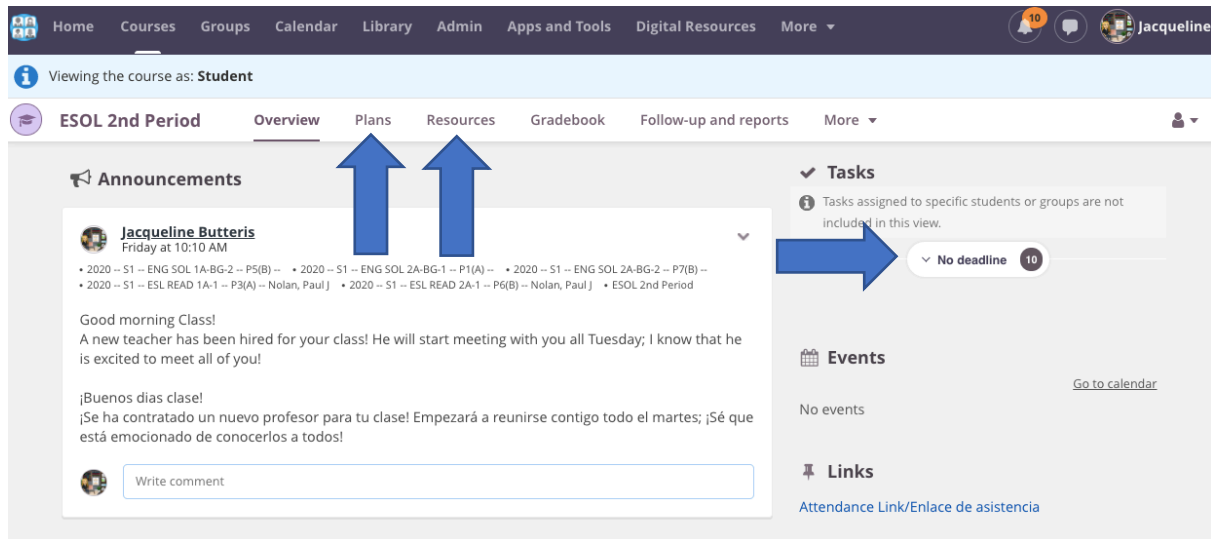 Home Courses Groups Calendar Library Admin Apps and Tools Digital Resources More 10 Jacqueline
Viewing the course as: Student
ESOL 2nd Period Overview Plans Resources Gradebook Follow-up and reports More
Announcements
Jacqueline Butteris
Friday at 10:10 AM
• 2020 -- S1 -- ENG SOL 1A-BG-2 -- P5(B) -- • 2020 -- S1 -- ENG SOL 2A-BG-1 -- P1(A) -- • 2020 -- S1 -- ENG SOL 2A-BG-2 -- P7(B) --
• 2020 -- S1 -- ESL READ 1A-1 -- P3(A) -- Nolan, Paul J • 2020 -- S1 -- ESL READ 2A-1 -- P6(B) -- Nolan, Paul J • ESOL 2nd Period
Good morning Class!
A new teacher has been hired for your class! He will start meeting with you all Tuesday; I know that he
is excited to meet all of you!
¡Buenos dias clase!
¡Se ha contratado un nuevo profesor para tu clase! Empezará a reunirse contigo todo el martes; ¡Sé que
está emocionado de conocerlos a todos!
Write comment
Tasks
Tasks assigned to specific students or groups are not
included in this view.
No deadline 10
Events
Go to calendar
No events
Links
Attendance Link/Enlace de asistencia